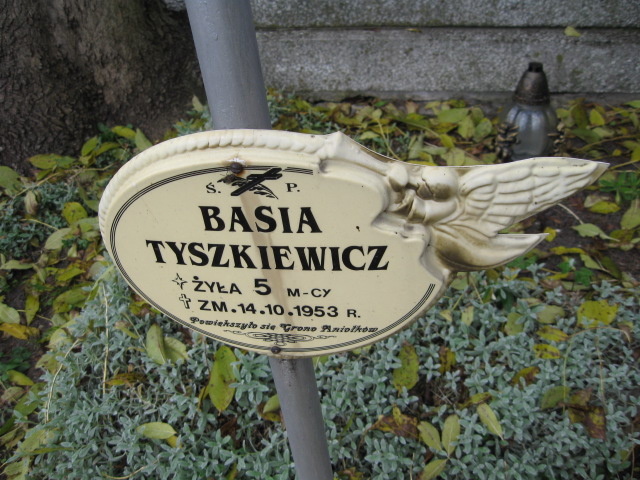 Ś. P.
BASIA
TYSZKIEWICZ
ŻYŁA 5 M-CY
ZM. 14.10.1953 R.
Powiększyło się Grono Aniołków